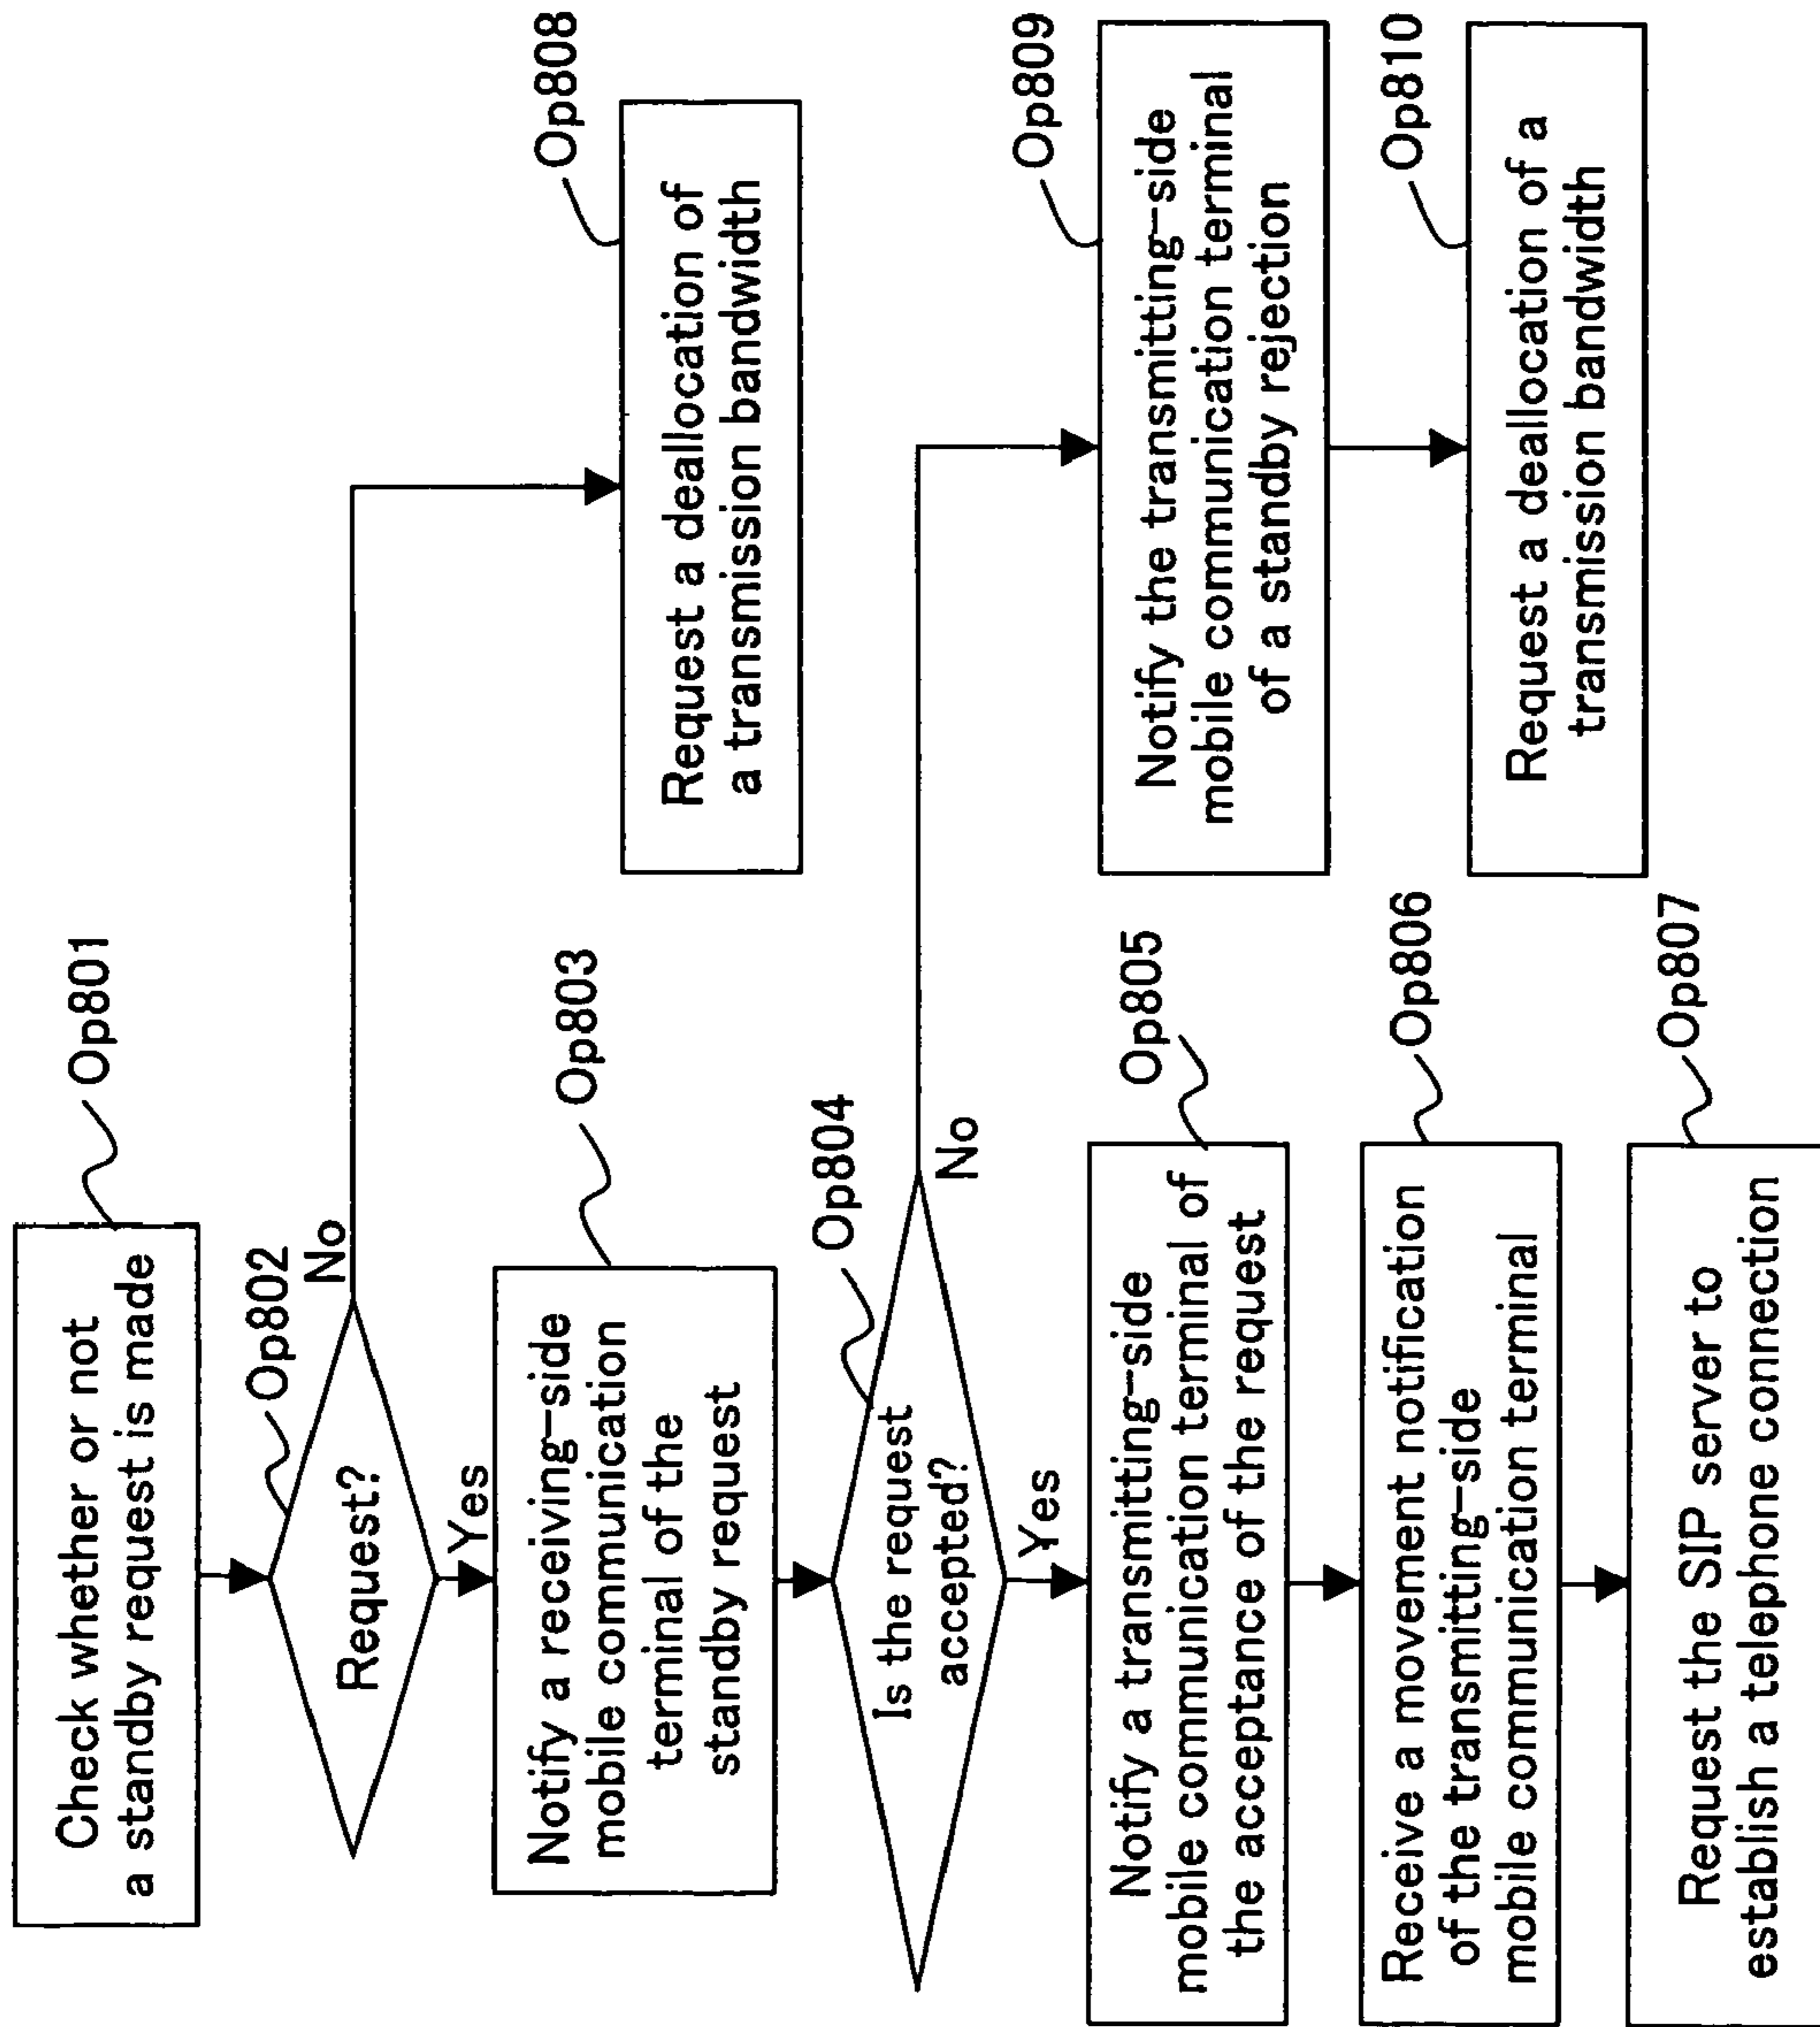 Check whether or not
a standby request is made
Op801
Op802
Request?
No
Yes
Request a deallocation of
a transmission bandwidth
Op808
Notify a receiving-side
mobile communication
terminal of the
standby request
Op803
Op804
Is the request
accepted?
No
Yes
Notify a transmitting-side
mobile communication terminal of
the acceptance of the request
Op805
Notify the transmitting-side
mobile communication terminal
of a standby rejection
Op809
Receive a movement notification
of the transmitting-side
mobile communication terminal
Op806
Request a deallocation of a
transmission bandwidth
Op810
Request the SIP server to
establish a telephone connection
Op807